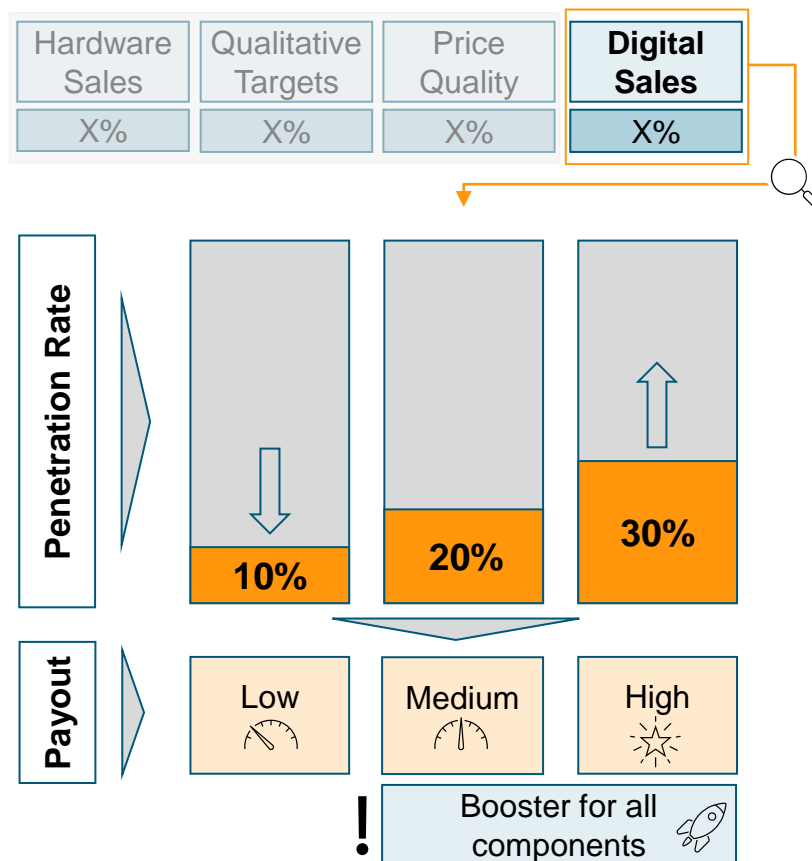 Hardware
Sales
Qualitative
Targets
Price
Quality
Digital
Sales
X%
X%
X%
X%
Penetration Rate
10%
20%
30%
Payout
Low
Medium
High
!
Booster for all
components